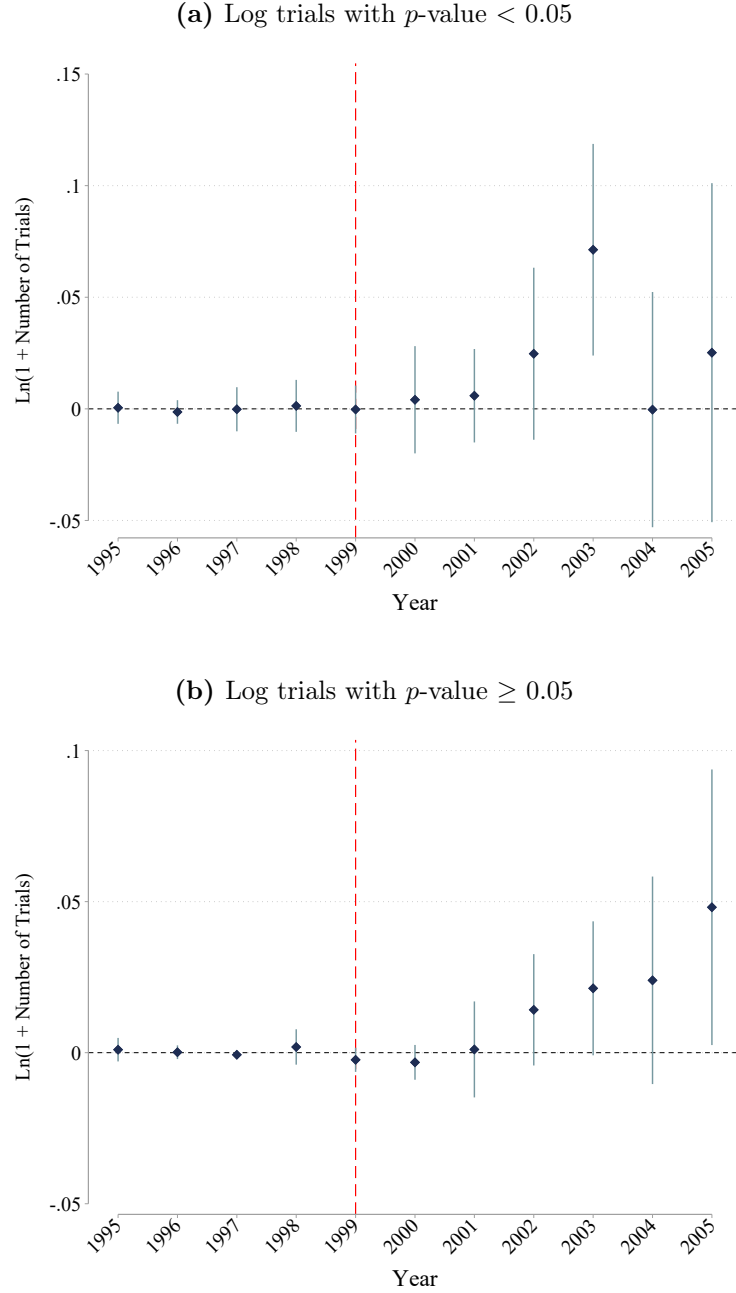 (a) Log trials with p-value < 0.05
Ln(1 + Number of Trials)
.15
.1
.05
0
-.05
1995 1996 1997 1998 1999 2000 2001 2002 2003 2004 2005
Year
(b) Log trials with p-value ≥ 0.05
Ln(1 + Number of Trials)
.1
.05
0
-.05
1995 1996 1997 1998 1999 2000 2001 2002 2003 2004 2005
Year